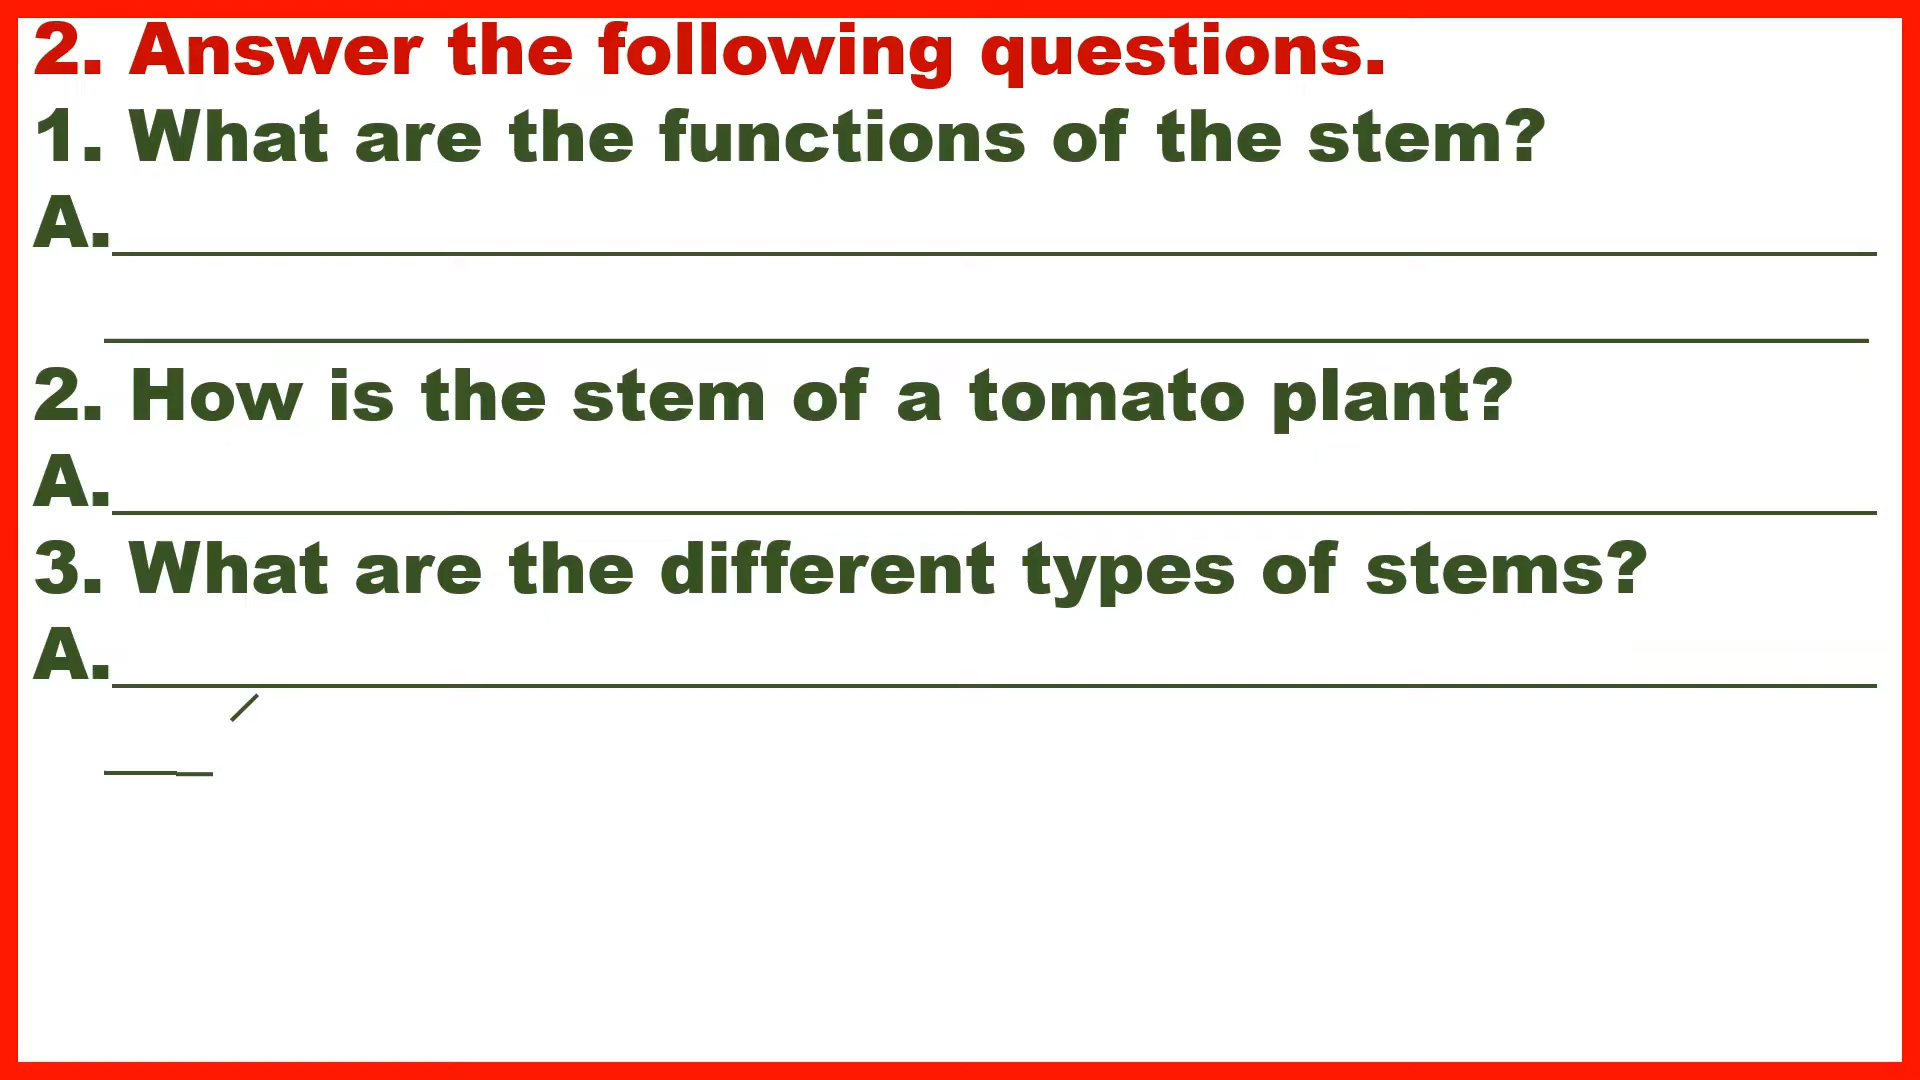 2. Answer the following questions.
1. What are the functions of the stem?
A.
2. How is the stem of a tomato plant?
A.
3. What are the different types of stems?
A.